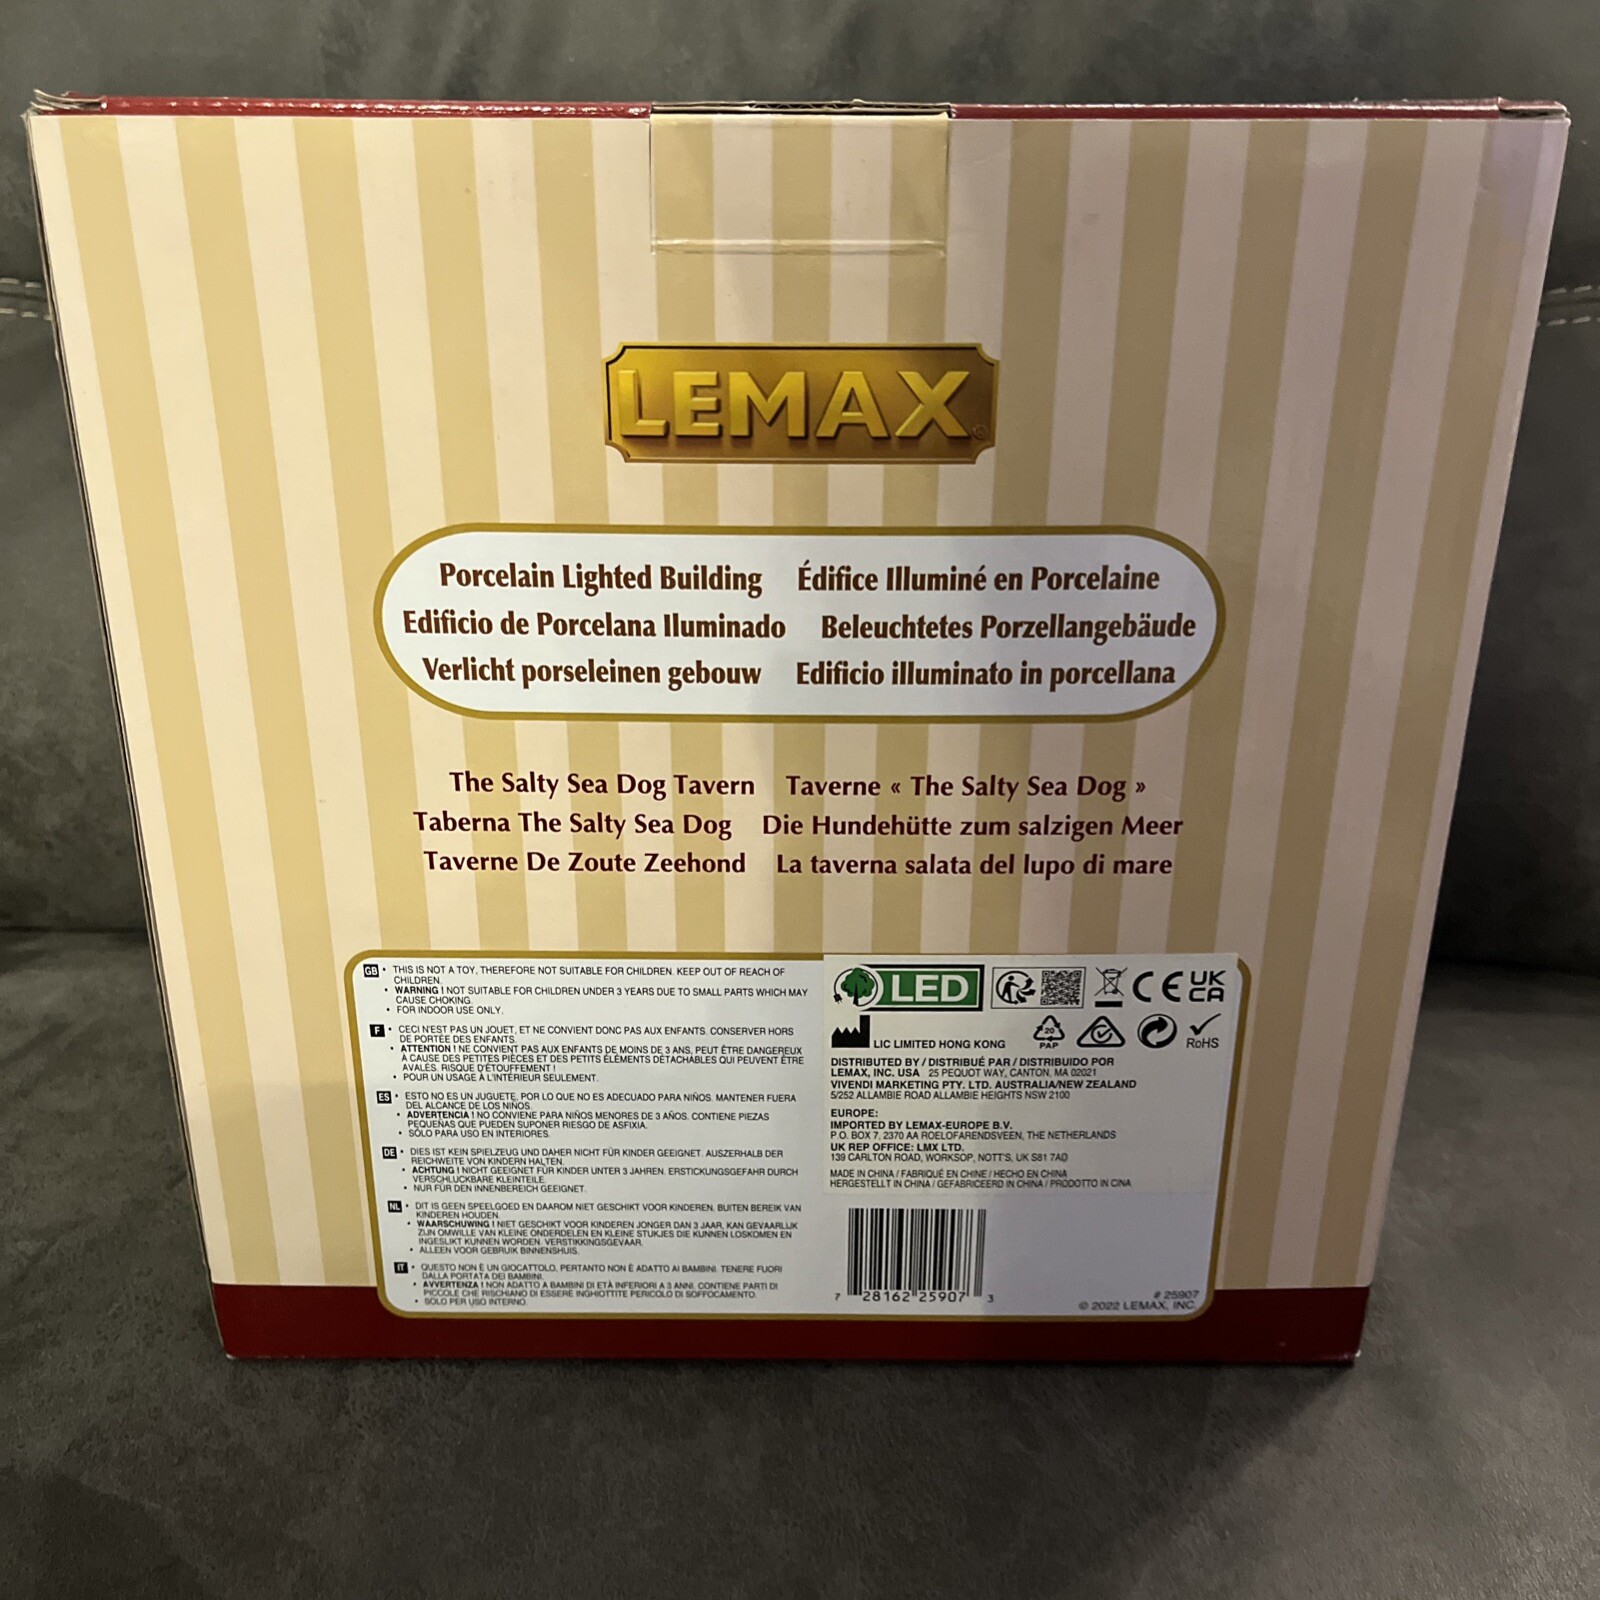 LEMAX
Porcelain Lighted Building Édifice Illuminé en Porcelaine
Edificio de Porcelana Iluminado Beleuchtetes Porzellangebäude
Verlicht porseleinen gebouw Edificio illuminato in porcellana
The Salty Sea Dog Tavern Taverne « The Salty Sea Dog »
Taberna The Salty Sea Dog Die Hundehütte zum salzigen Meer
Taverne De Zoute Zeehond La taverna salata del lupo di mare
GB • THIS IS NOT A TOY, THEREFORE NOT SUITABLE FOR CHILDREN. KEEP OUT OF REACH OF
CHILDREN.
• WARNING ! NOT SUITABLE FOR CHILDREN UNDER 3 YEARS DUE TO SMALL PARTS WHICH MAY
CAUSE CHOKING.
• FOR INDOOR USE ONLY.
F • CECI N'EST PAS UN JOUET, ET NE CONVIENT DONC PAS AUX ENFANTS. CONSERVER HORS
DE PORTÉE DES ENFANTS.
• ATTENTION ! NE CONVIENT PAS AUX ENFANTS DE MOINS DE 3 ANS, PEUT ÊTRE DANGEREUX
À CAUSE DES PETITES PIÈCES ET DES PETITS ÉLÉMENTS DÉTACHABLES QUI PEUVENT ÊTRE
AVALÉS. RISQUE D'ÉTOUFFEMENT !
• POUR UN USAGE À L'INTÉRIEUR SEULEMENT.
ES • ESTO NO ES UN JUGUETE, POR LO QUE NO ES ADECUADO PARA NIÑOS. MANTENER FUERA
DEL ALCANCE DE LOS NIÑOS.
• ADVERTENCIA ! NO CONVIENE PARA NIÑOS MENORES DE 3 AÑOS. CONTIENE PIEZAS
PEQUEÑAS QUE PUEDEN SUPONER RIESGO DE ASFIXIA.
• SÓLO PARA USO EN INTERIORES.
DE • DIES IST KEIN SPIELZEUG UND DAHER NICHT FÜR KINDER GEEIGNET. AUSZERHALB DER
REICHWEITE VON KINDERN HALTEN.
• ACHTUNG ! NICHT GEEIGNET FÜR KINDER UNTER 3 JAHREN. ERSTICKUNGSGEFAHR DURCH
VERSCHLUCKBARE KLEINTEILE.
• NUR FÜR DEN INNENBEREICH GEEIGNET.
NL • DIT IS GEEN SPEELGOED EN DAAROM NIET GESCHIKT VOOR KINDEREN. BUITEN BEREIK VAN
KINDEREN HOUDEN.
• WAARSCHUWING ! NIET GESCHIKT VOOR KINDEREN JONGER DAN 3 JAAR, KAN GEVAARLIJK
ZIJN OMWILLE VAN KLEINE ONDERDELEN EN KLEINE STUKJES DIE KUNNEN LOSKOMEN EN
INGESLIKT KUNNEN WORDEN. VERSTIKKINGSGEVAAR.
• ALLEEN VOOR GEBRUIK BINNENSHUIS.
IT • QUESTO NON È UN GIOCATTOLO, PERTANTO NON È ADATTO AI BAMBINI. TENERE FUORI
DALLA PORTATA DEI BAMBINI.
• AVVERTENZA ! NON ADATTO A BAMBINI DI ETÀ INFERIORI A 3 ANNI. CONTIENE PARTI DI
PICCOLE CHE RISCHIANO DI ESSERE INGHIOTTITE PERICOLO DI SOFFOCAMENTO.
• SOLO PER USO INTERNO.
LED CE UK
CA
LIC LIMITED HONG KONG 20
PAP RoHS
DISTRIBUTED BY / DISTRIBUÉ PAR / DISTRIBUIDO POR
LEMAX, INC. USA 25 PEQUOT WAY, CANTON, MA 02021
VIVENDI MARKETING PTY. LTD. AUSTRALIA/NEW ZEALAND
5/252 ALLAMBIE ROAD ALLAMBIE HEIGHTS NSW 2100
EUROPE:
IMPORTED BY LEMAX-EUROPE B.V.
P.O. BOX 7, 2370 AA ROELOFARENDSVEEN, THE NETHERLANDS
UK REP OFFICE: LMX LTD.
139 CARLTON ROAD, WORKSOP, NOTT'S, UK S81 7AD
MADE IN CHINA / FABRIQUÉ EN CHINE / HECHO EN CHINA
HERGESTELLT IN CHINA / GEFABRICEERD IN CHINA / PRODOTTO IN CINA
7 28162 25907 3
# 25907
© 2022 LEMAX, INC.